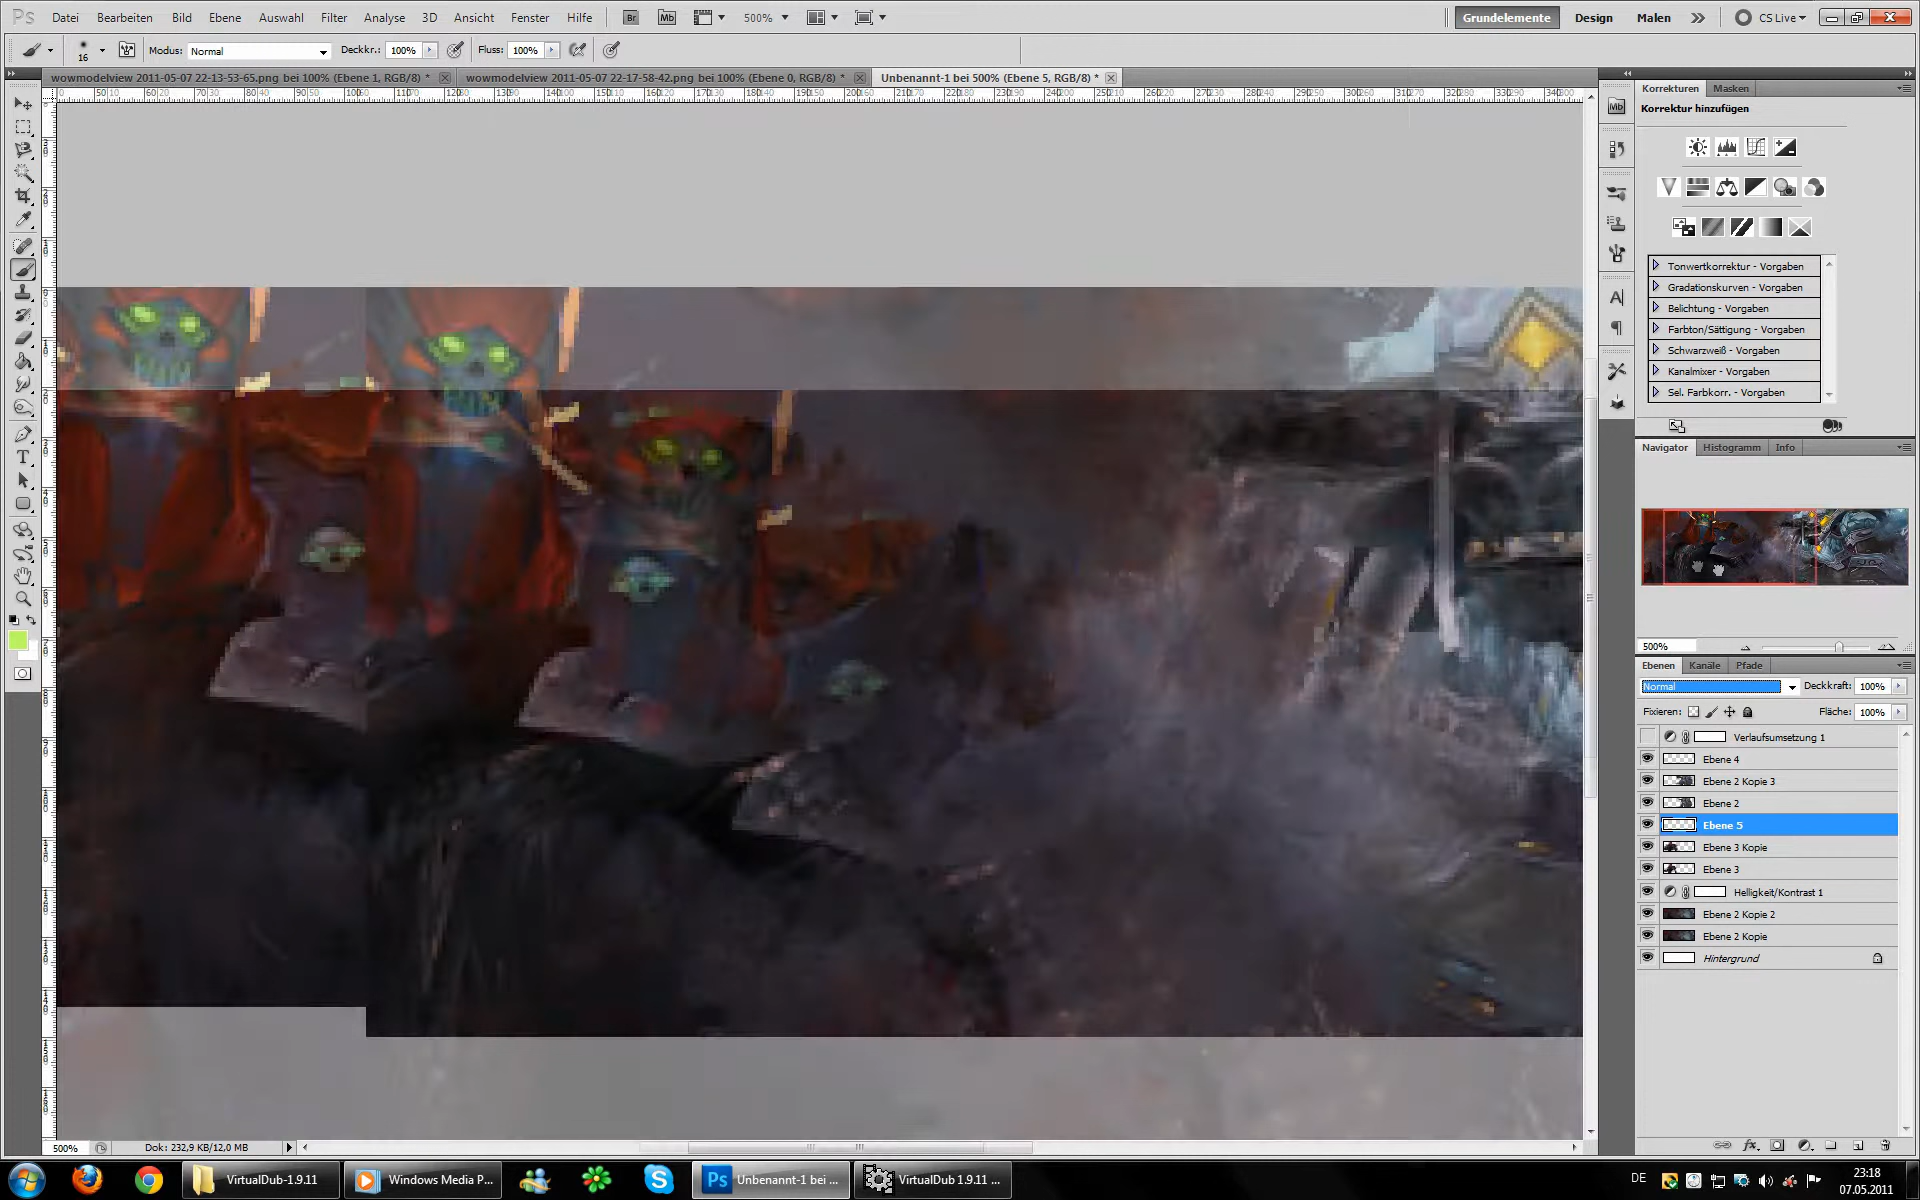 Ps Datei Bearbeiten Bild Ebene Auswahl Filter Analyse 3D Ansicht Fenster Hilfe Br Mb 500% Grundelemente Design Malen CS Live
16 Modus: Normal Deckkr.: 100% Fluss: 100%
wowmodelview 2011-05-07 22-13-53-65.png bei 100% (Ebene 1, RGB/8) * wowmodelview 2011-05-07 22-17-58-42.png bei 100% (Ebene 0, RGB/8) * Unbenannt-1 bei 500% (Ebene 5, RGB/8) *
Korrekturen Masken
Korrektur hinzufügen
Tonwertkorrektur - Vorgaben
Gradationskurven - Vorgaben
Belichtung - Vorgaben
Farbton/Sättigung - Vorgaben
Schwarzweiß - Vorgaben
Kanalmixer - Vorgaben
Sel. Farbkorr. - Vorgaben
Navigator Histogramm Info
500%
Ebenen Kanäle Pfade
Normal Deckkraft: 100%
Fixieren: Fläche: 100%
Verlaufsumsetzung 1
Ebene 4
Ebene 2 Kopie 3
Ebene 2
Ebene 5
Ebene 3 Kopie
Ebene 3
Helligkeit/Kontrast 1
Ebene 2 Kopie 2
Ebene 2 Kopie
Hintergrund
500% Dok: 232,9 KB/12,0 MB
VirtualDub-1.9.11 Windows Media P... Ps Unbenannt-1 bei ... VirtualDub 1.9.11 ... DE 23:18
07.05.2011